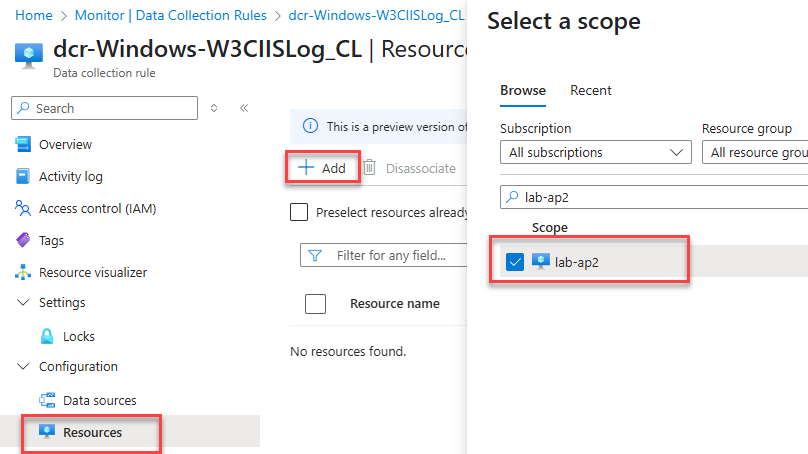 Home > Monitor | Data Collection Rules > dcr-Windows-W3CIISLog_CL
dcr-Windows-W3CIISLog_CL | Resourc
Data collection rule
Search
Overview
Activity log
Access control (IAM)
Tags
Resource visualizer
Settings
Locks
Configuration
Data sources
Resources
This is a preview version of
Add
Disassociate
Preselect resources already
Filter for any field...
Resource name
No resources found.
Select a scope
Browse Recent
Subscription Resource group
All subscriptions All resource grou
lab-ap2
Scope
lab-ap2